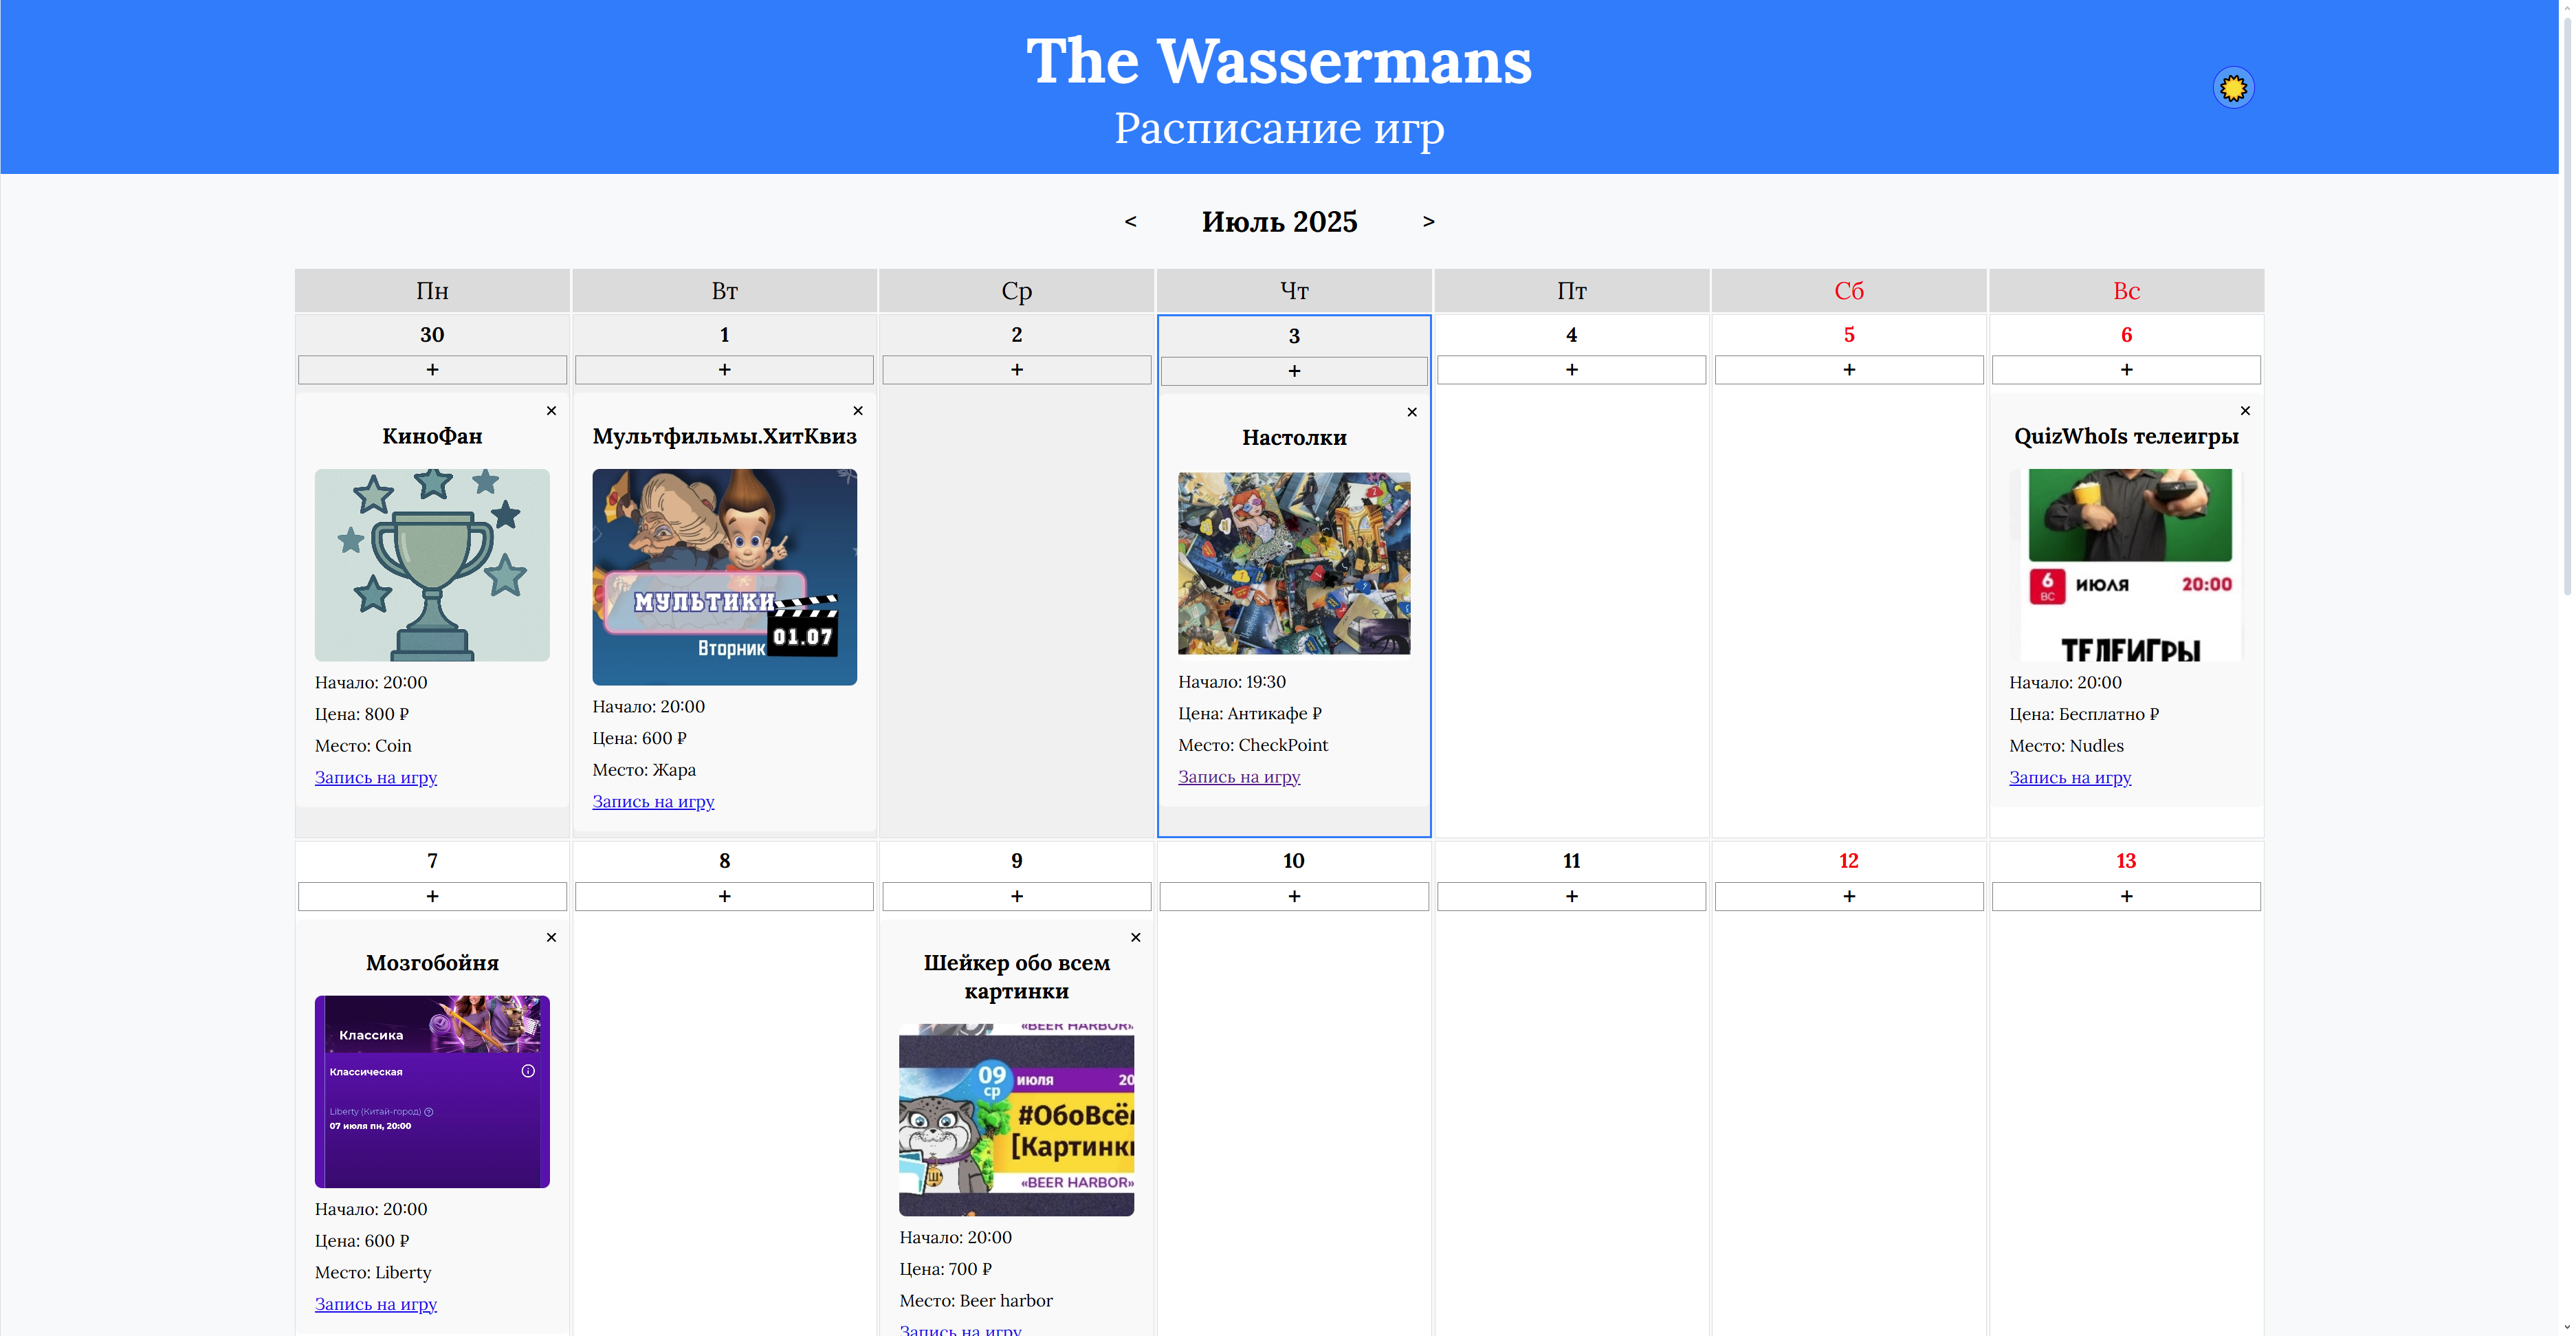 The Wassermans
Расписание игр
< Июль 2025 >
Пн Вт Ср Чт Пт Сб Вс
30 1 2 3 4 5 6
+ + + + + + +
× × × ×
КиноФан
МУЛЬТИКИ
Мультфильмы.ХитКвиз
Настолки
QuizWhoIs телеигры
01.07
Вторник
6 ВС ИЮЛЯ 20:00
ТЕЛЕИГРЫ
Начало: 20:00
Цена: 800 ₽
Место: Coin
Запись на игру
Начало: 20:00
Цена: 600 ₽
Место: Жара
Запись на игру
Начало: 19:30
Цена: Антикафе ₽
Место: CheckPoint
Запись на игру
Начало: 20:00
Цена: Бесплатно ₽
Место: Nudles
Запись на игру
7 8 9 10 11 12 13
+ + + + + + +
× ×
Мозгобойня
Классика
Классическая
Liberty (Китай-город)
07 июля пн, 20:00
Начало: 20:00
Цена: 600 ₽
Место: Liberty
Запись на игру
Шейкер обо всем
картинки
«BEER HARBOR»
09 ИЮЛЯ 20
СР
#ОбоВсё
[Картинк
«BEER HARBOR»
Начало: 20:00
Цена: 700 ₽
Место: Beer harbor
Запись на игру